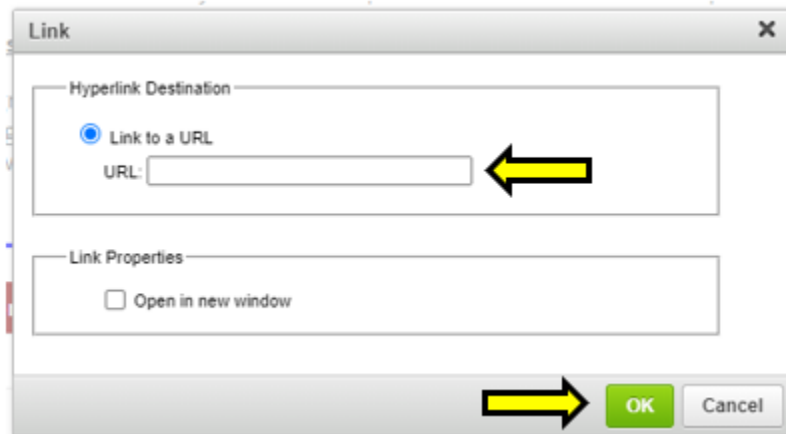 Link
Hyperlink Destination
Link to a URL
URL:
Link Properties
Open in new window
OK Cancel